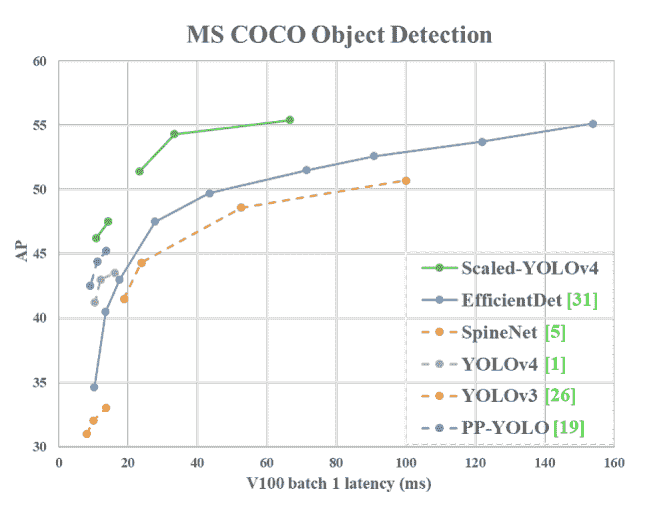 MS COCO Object Detection
60
55
50
45
40
35
30
AP
Scaled-YOLOv4
EfficientDet [31]
SpineNet [5]
YOLOv4 [1]
YOLOv3 [26]
PP-YOLO [19]
0 20 40 60 80 100 120 140 160
V100 batch 1 latency (ms)